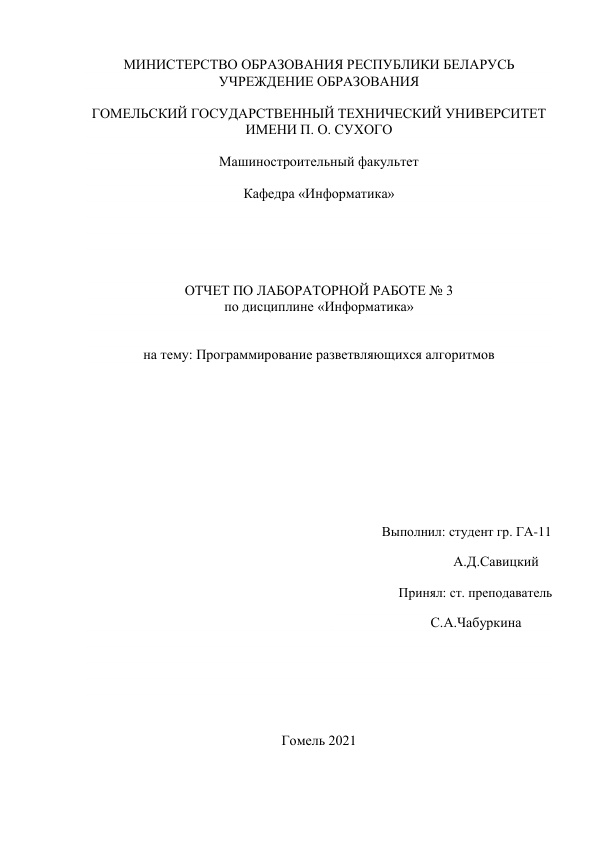 МИНИСТЕРСТВО ОБРАЗОВАНИЯ РЕСПУБЛИКИ БЕЛАРУСЬ
УЧРЕЖДЕНИЕ ОБРАЗОВАНИЯ
ГОМЕЛЬСКИЙ ГОСУДАРСТВЕННЫЙ ТЕХНИЧЕСКИЙ УНИВЕРСИТЕТ
ИМЕНИ П. О. СУХОГО
Машиностроительный факультет
Кафедра «Информатика»
ОТЧЕТ ПО ЛАБОРАТОРНОЙ РАБОТЕ № 3
по дисциплине «Информатика»
на тему: Программирование разветвляющихся алгоритмов
Выполнил: студент гр. ГА-11
А.Д.Савицкий
Принял: ст. преподаватель
С.А.Чабуркина
Гомель 2021